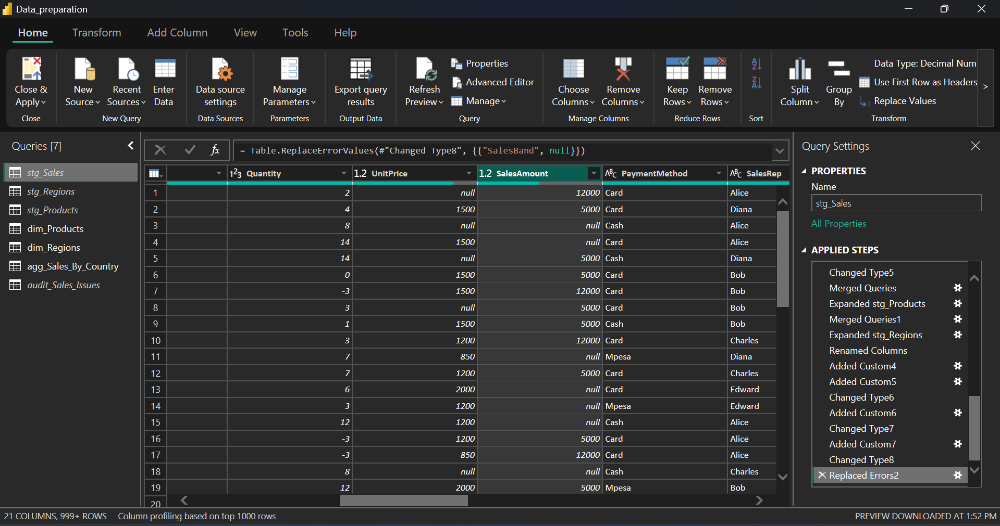 Data_preparation
Home Transform Add Column View Tools Help
Close & Apply
New Source
Recent Sources
Enter Data
Data source settings
Manage Parameters
Export query results
Refresh Preview
Properties
Advanced Editor
Manage
Choose Columns
Remove Columns
Keep Rows
Remove Rows
Split Column
Group By
Data Type: Decimal Num
Use First Row as Headers
Replace Values
Close New Query Data Sources Parameters Output Data Query Manage Columns Reduce Rows Sort Transform
Queries [7]
stg_Sales
stg_Regions
stg_Products
dim_Products
dim_Regions
agg_Sales_By_Country
audit_Sales_Issues
fx = Table.ReplaceErrorValues(#"Changed Type8", {{"SalesBand", null}})
123 Quantity 1.2 UnitPrice 1.2 SalesAmount ABC PaymentMethod ABC SalesRep
1 2 null 12000 Card Alice
2 4 1500 5000 Card Diana
3 8 null null Cash Alice
4 14 1500 null Card Alice
5 14 null 5000 Cash Diana
6 0 1500 5000 Card Bob
7 -3 1500 12000 Card Bob
8 3 null 5000 Card Bob
9 1 1500 5000 Cash Bob
10 3 1200 12000 Card Charles
11 7 850 null Mpesa Diana
12 7 1200 5000 Card Charles
13 6 2000 null Card Edward
14 3 1200 null Mpesa Edward
15 12 1200 null Cash Alice
16 -3 1200 5000 Card Alice
17 -3 850 12000 Card Alice
18 8 null null Cash Charles
19 12 2000 5000 Mpesa Bob
20
Query Settings
PROPERTIES
Name
stg_Sales
All Properties
APPLIED STEPS
Changed Type5
Merged Queries
Expanded stg_Products
Merged Queries1
Expanded stg_Regions
Renamed Columns
Added Custom4
Added Custom5
Changed Type6
Added Custom6
Changed Type7
Added Custom7
Changed Type8
Replaced Errors2
21 COLUMNS, 999+ ROWS Column profiling based on top 1000 rows PREVIEW DOWNLOADED AT 1:52 PM